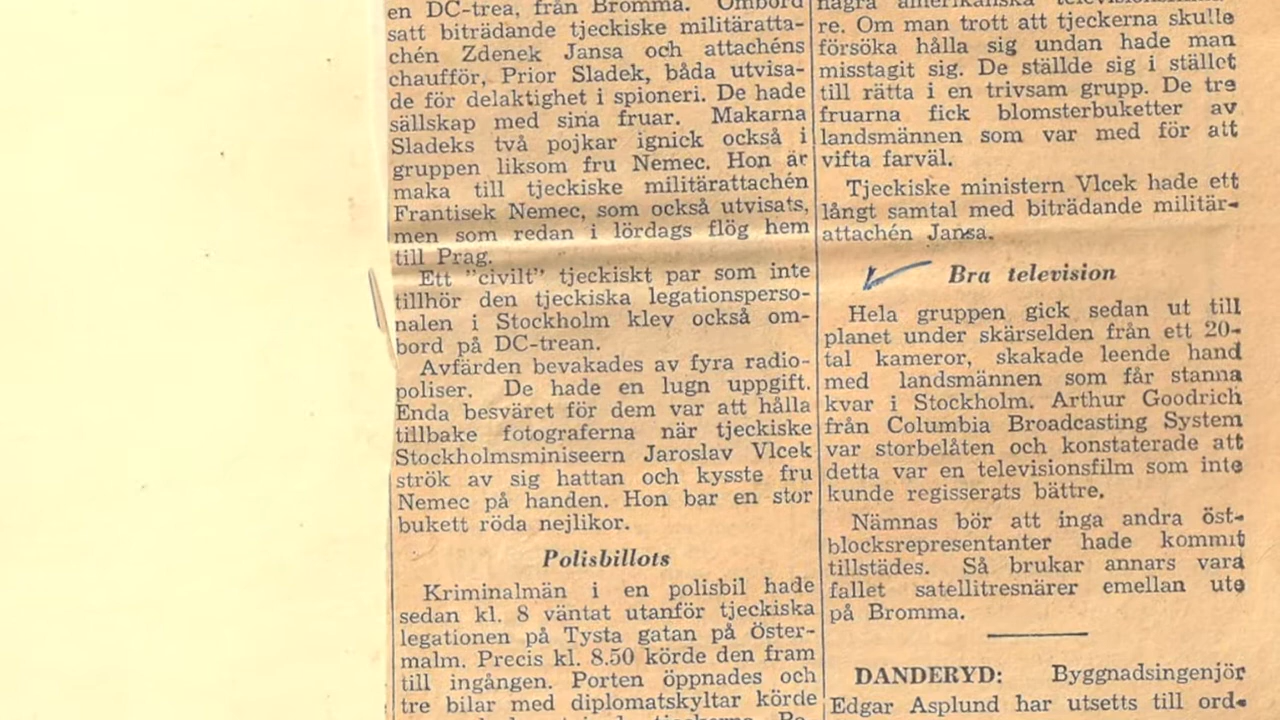 en DC-trea, från Bromma. Ombord
satt biträdande tjeckiske militäratta-
chén Zdenek Jansa och attachéns
chaufför, Prior Sladek, båda utvisa-
de för delaktighet i spioneri. De hade
sällskap med sina fruar. Makarna
Sladeks två pojkar ignick också i
gruppen liksom fru Nemec. Hon är
maka till tjeckiske militärattachén
Frantisek Nemec, som också utvisats,
men som redan i lördags flög hem
till Prag.
Ett "civilt" tjeckiskt par som inte
tillhör den tjeckiska legationsperso-
nalen i Stockholm klev också om-
bord på DC-trean.
Avfärden bevakades av fyra radio-
poliser. De hade en lugn uppgift.
Enda besväret för dem var att hålla
tillbake fotograferna när tjeckiske
Stockholmsminiseern Jaroslav Vlcek
strök av sig hattan och kysste fru
Nemec på handen. Hon bar en stor
bukett röda nejlikor.
Polisbillots
Kriminalmän i en polisbil hade
sedan kl. 8 väntat utanför tjeckiska
legationen på Tysta gatan på Öster-
malm. Precis kl. 8.50 körde den fram
till ingången. Porten öppnades och
tre bilar med diplomatskyltar körde
några amerikanska
re. Om man trott att tjeckerna skulle
försöka hålla sig undan hade man
misstagit sig. De ställde sig i stället
till rätta i en trivsam grupp. De tre
fruarna fick blomsterbuketter av
landsmännen som var med för att
vifta farväl.
Tjeckiske ministern Vlcek hade ett
långt samtal med biträdande militär-
attachén Jansa.
Bra television
Hela gruppen gick sedan ut till
planet under skärselden från ett 20-
tal kameror, skakade leende hand
med landsmännen som får stanna
kvar i Stockholm. Arthur Goodrich
från Columbia Broadcasting System
var storbelåten och konstaterade att
detta var en televisionsfilm som inte
kunde regisserats bättre.
Nämnas bör att inga andra öst-
blocksrepresentanter hade kommit
tillstädes. Så brukar annars vara
fallet satellitresnärer emellan ute
på Bromma.
DANDERYD: Byggnadsingenjör
Edgar Asplund har utsetts till ord-